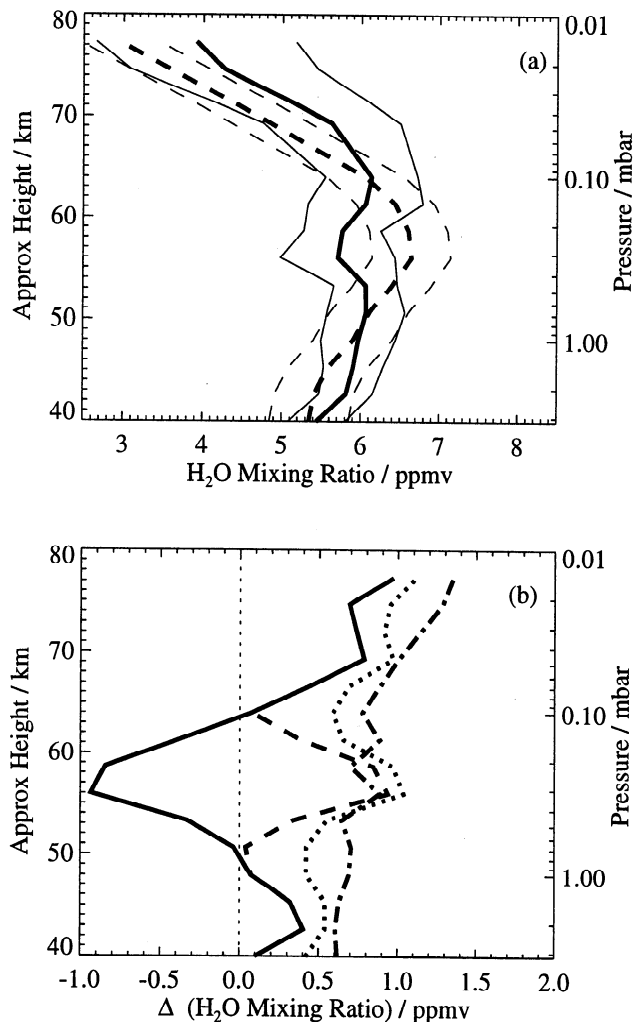 80
70
60
50
40
Approx Height / km
(a)
0.01
0.10
1.00
Pressure / mbar
3 4 5 6 7 8
H₂O Mixing Ratio / ppmv
80
70
60
50
40
Approx Height / km
(b)
0.01
0.10
1.00
Pressure / mbar
-1.0 -0.5 0.0 0.5 1.0 1.5 2.0
Δ (H₂O Mixing Ratio) / ppmv